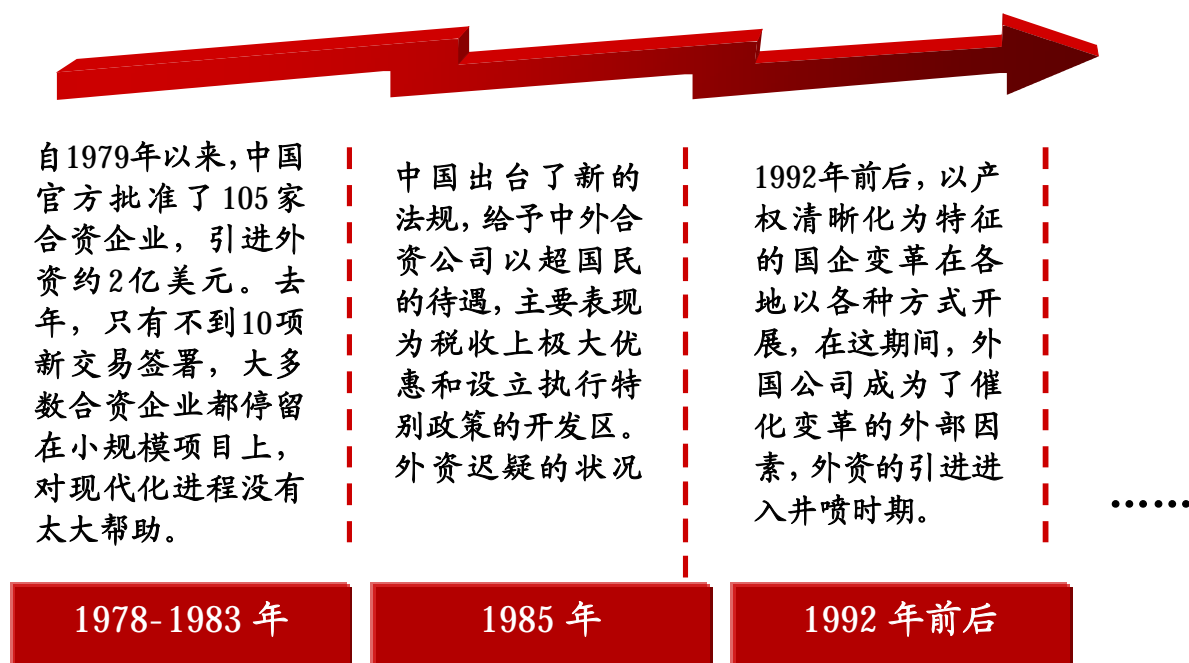 自1979年以来，中国
官方批准了105家
合资企业，引进外
资约2亿美元。去
年，只有不到10项
新交易签署，大多
数合资企业都停留
在小规模项目上，
对现代化进程没有
太大帮助。
中国出台了新的
法规，给予中外合
资公司以超国民
的待遇，主要表现
为税收上极大优
惠和设立执行特
别政策的开发区。
外资迟疑的状况
1992年前后，以产
权清晰化为特征
的国企变革在各
地以各种方式开
展，在这期间，外
国公司成为了催
化变革的外部因
素，外资的引进进
入井喷时期。
……
1978-1983 年
1985 年
1992 年前后